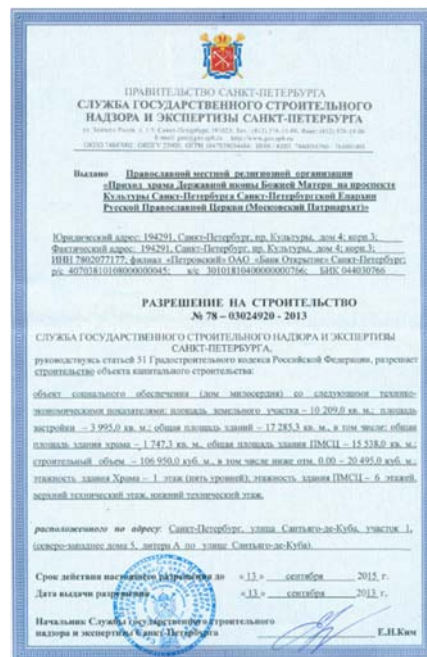 ПРАВИТЕЛЬСТВО САНКТ-ПЕТЕРБУРГА
СЛУЖБА ГОСУДАРСТВЕННОГО СТРОИТЕЛЬНОГО
НАДЗОРА И ЭКСПЕРТИЗЫ САНКТ-ПЕТЕРБУРГА
Выдано Православной местной религиозной организации
«Приход храма Державной иконы Божией Матери на проспекте
Культуры Санкт-Петербурга Санкт-Петербургской Епархии
Русской Православной Церкви (Московский Патриархат)»
Юридический адрес: 194291, Санкт-Петербург, пр. Культуры, дом 4; корп.3;
Фактический адрес: 194291, Санкт-Петербург, пр. Культуры, дом 4; корп.3;
ИНН 7802077177, филиал «Петровский» ОАО «Банк Открытие» Санкт-Петербург;
р/с 40703810108000000045; к/с 30101810400000000766; БИК 044030766
РАЗРЕШЕНИЕ НА СТРОИТЕЛЬСТВО
№ 78 – 03024920 - 2013
СЛУЖБА ГОСУДАРСТВЕННОГО СТРОИТЕЛЬНОГО НАДЗОРА И ЭКСПЕРТИЗЫ
САНКТ-ПЕТЕРБУРГА,
руководствуясь статьей 51 Градостроительного кодекса Российской Федерации, разрешает
строительство объекта капитального строительства:
объект социального обеспечения (дом милосердия) со следующими технико-
экономическими показателями: площадь земельного участка – 10 209,0 кв. м.; площадь
застройки – 3 995,0 кв. м.; общая площадь зданий – 17 285,3 кв. м., в том числе: общая
площадь здания храма – 1 747,3 кв. м., общая площадь здания ПМСЦ – 15 538,0 кв. м.;
строительный объем – 106 950,0 куб. м., в том числе ниже отм. 0.00 – 20 495,0 куб. м.;
этажность здания Храма – 1 этаж (пять уровней); этажность здания ПМСЦ – 6 этажей,
верхний технический этаж, нижний технический этаж,
расположенного по адресу: Санкт-Петербург, улица Сантьяго-де-Куба, участок 1,
(северо-западнее дома 5, литера А по улице Сантьяго-де-Куба).
Срок действия настоящего разрешения до « 13 » сентября 2015 г.
Дата выдачи разрешения « 13 » сентября 2013 г.
Начальник Службы государственного строительного
надзора и экспертизы Санкт-Петербурга Е.Н.Ким